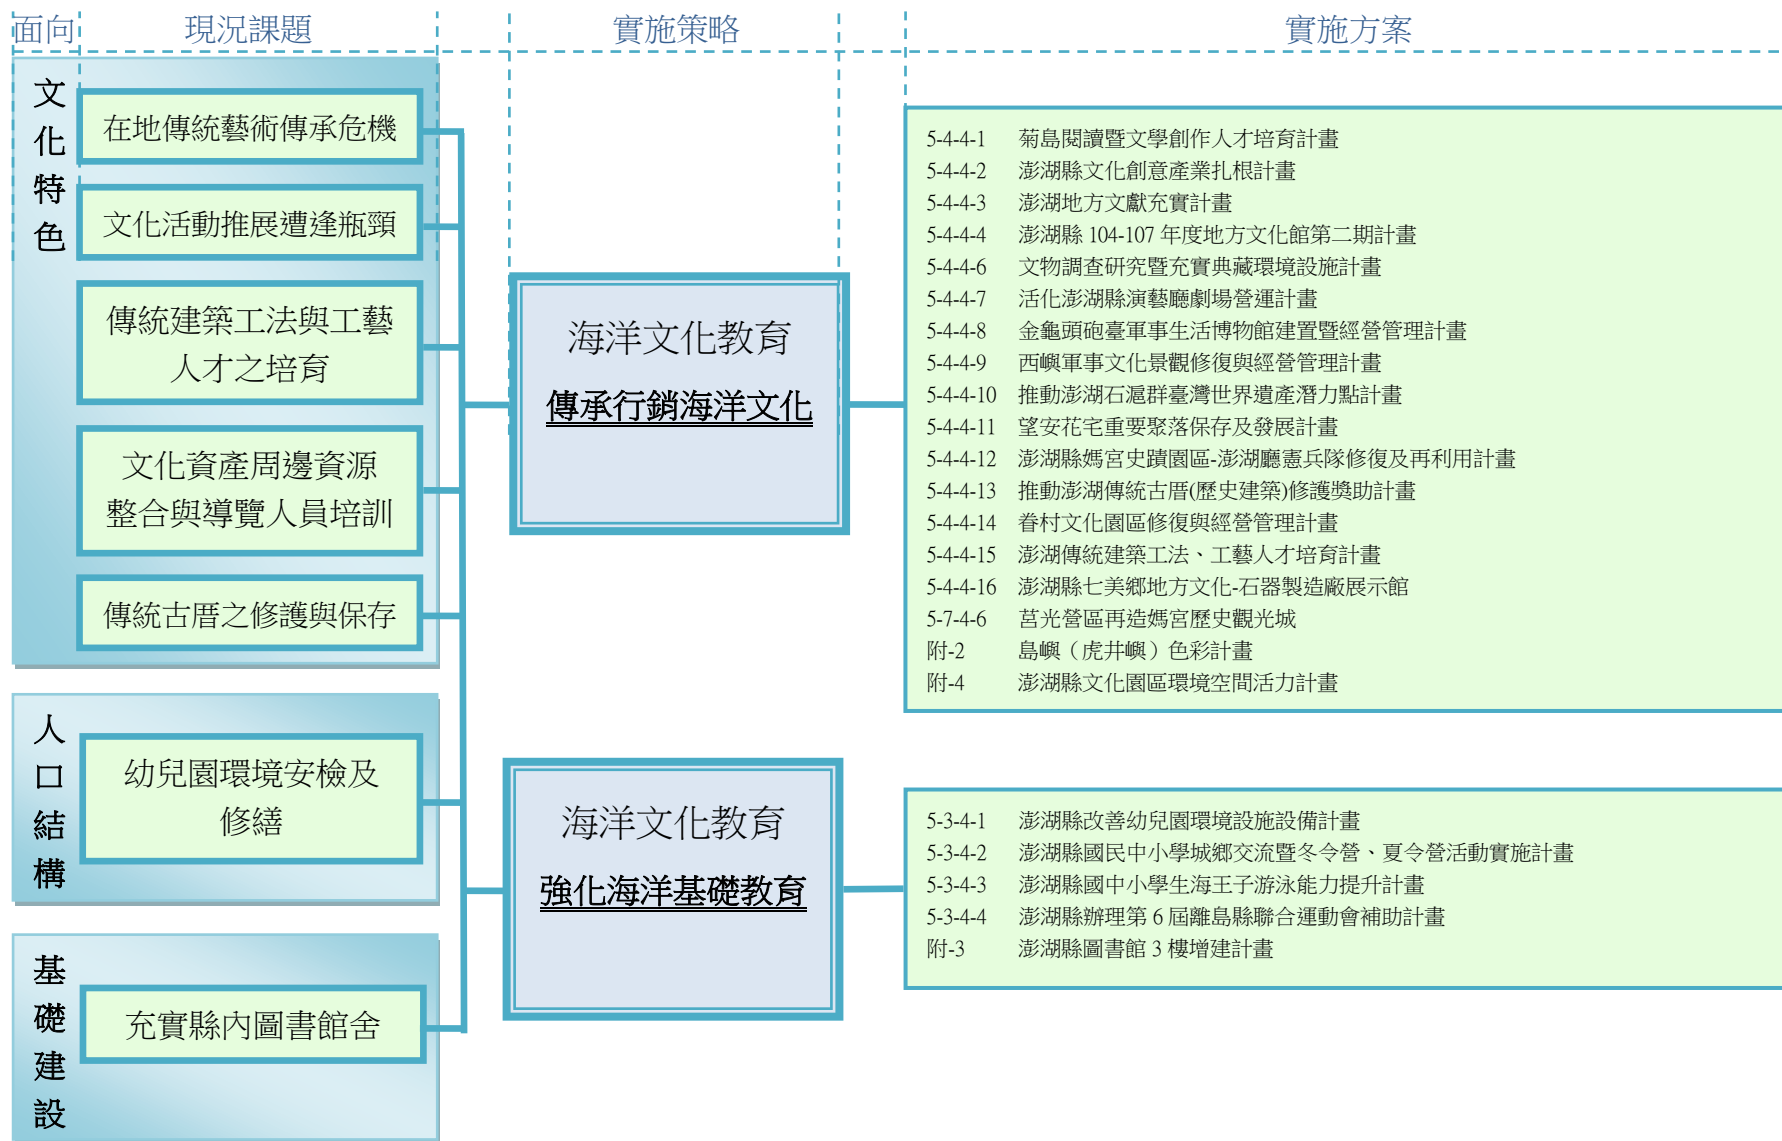 面向
現況課題
實施策略
實施方案
文化特色
在地傳統藝術傳承危機
文化活動推展遭逢瓶頸
傳統建築工法與工藝
人才之培育
文化資產周邊資源
整合與導覽人員培訓
傳統古厝之修護與保存
人口結構
幼兒園環境安檢及
修繕
基礎建設
充實縣內圖書館舍
海洋文化教育
傳承行銷海洋文化
海洋文化教育
強化海洋基礎教育
5-4-4-1 菊島閱讀暨文學創作人才培育計畫
5-4-4-2 澎湖縣文化創意產業扎根計畫
5-4-4-3 澎湖地方文獻充實計畫
5-4-4-4 澎湖縣 104-107 年度地方文化館第二期計畫
5-4-4-6 文物調查研究暨充實典藏環境設施計畫
5-4-4-7 活化澎湖縣演藝廳劇場營運計畫
5-4-4-8 金龜頭砲臺軍事生活博物館建置暨經營管理計畫
5-4-4-9 西嶼軍事文化景觀修復與經營管理計畫
5-4-4-10 推動澎湖石滬群臺灣世界遺產潛力點計畫
5-4-4-11 望安花宅重要聚落保存及發展計畫
5-4-4-12 澎湖縣媽宮史蹟園區-澎湖廳憲兵隊修復及再利用計畫
5-4-4-13 推動澎湖傳統古厝(歷史建築)修護獎助計畫
5-4-4-14 眷村文化園區修復與經營管理計畫
5-4-4-15 澎湖傳統建築工法、工藝人才培育計畫
5-4-4-16 澎湖縣七美鄉地方文化-石器製造廠展示館
5-7-4-6 莒光營區再造媽宮歷史觀光城
附-2 島嶼（虎井嶼）色彩計畫
附-4 澎湖縣文化園區環境空間活力計畫
5-3-4-1 澎湖縣改善幼兒園環境設施設備計畫
5-3-4-2 澎湖縣國民中小學城鄉交流暨冬令營、夏令營活動實施計畫
5-3-4-3 澎湖縣國中小學生海王子游泳能力提升計畫
5-3-4-4 澎湖縣辦理第 6 屆離島縣聯合運動會補助計畫
附-3 澎湖縣圖書館 3 樓增建計畫